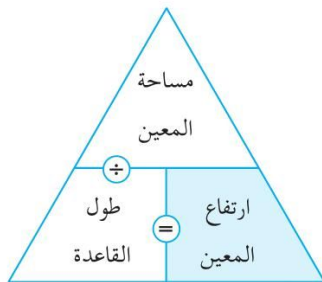 مساحة
المعين
÷
طول
القاعدة
=
ارتفاع
المعين